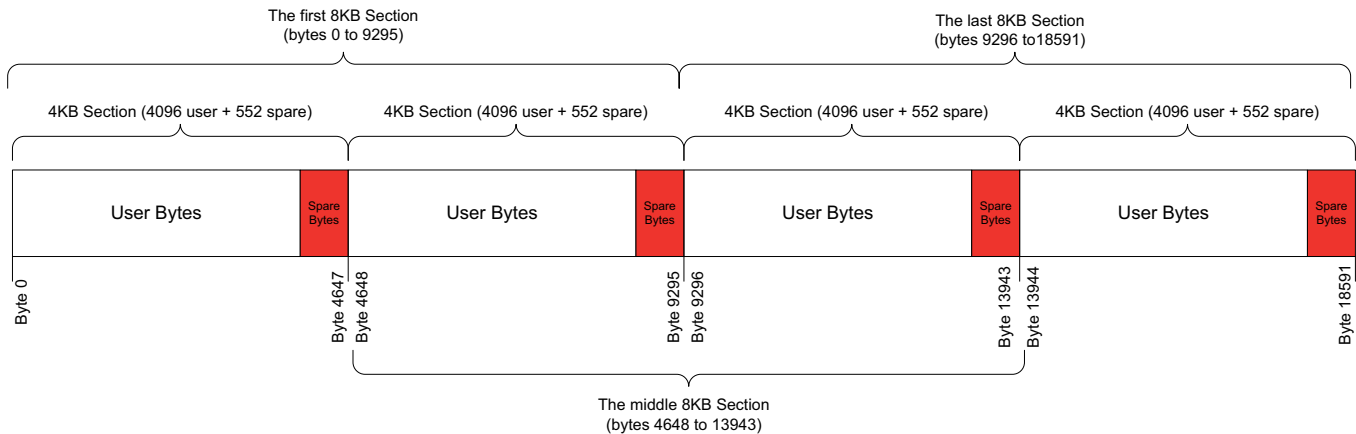 The first 8KB Section
(bytes 0 to 9295)
The last 8KB Section
(bytes 9296 to18591)
4KB Section (4096 user + 552 spare)
4KB Section (4096 user + 552 spare)
4KB Section (4096 user + 552 spare)
4KB Section (4096 user + 552 spare)
User Bytes
Spare
Bytes
User Bytes
Spare
Bytes
User Bytes
Spare
Bytes
User Bytes
Spare
Bytes
Byte 0
Byte 4647
Byte 4648
Byte 9295
Byte 9296
Byte 13943
Byte 13944
Byte 18591
The middle 8KB Section
(bytes 4648 to 13943)